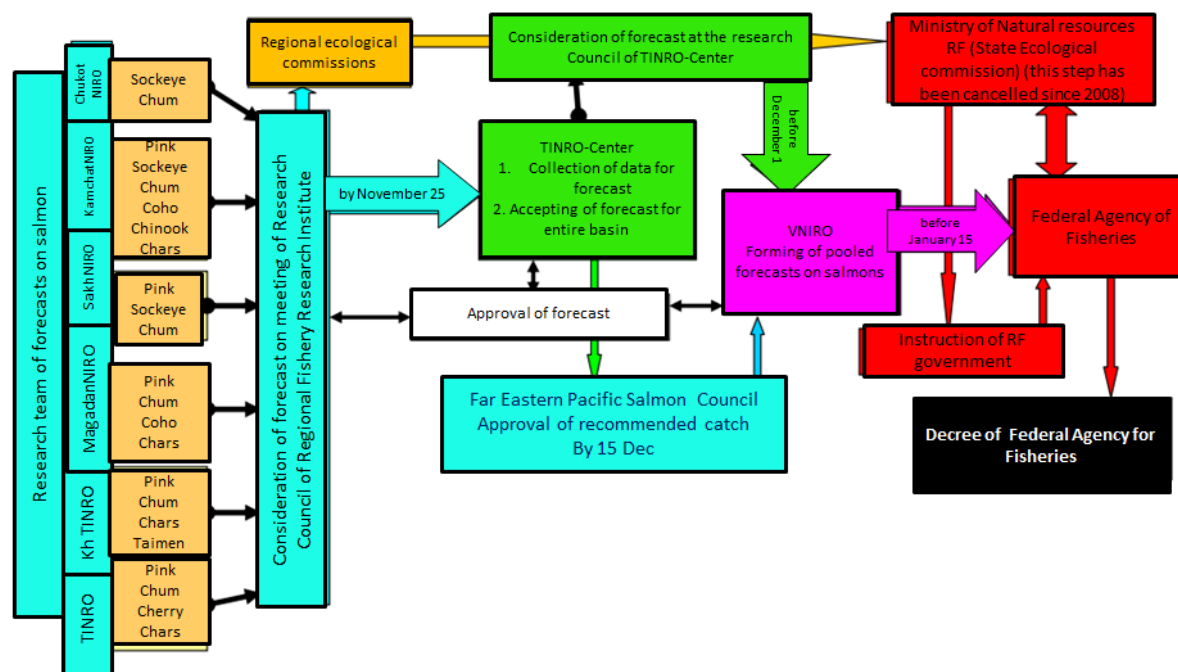 Research team of forecasts on salmon
Chukot
NIRO
KamchatNIRO
SakhNIRO
MagadanNIRO
Kh TINRO
TINRO
Sockeye
Chum
Pink
Sockeye
Chum
Coho
Chinook
Chars
Pink
Sockeye
Chum
Pink
Chum
Coho
Chars
Pink
Chum
Chars
Taimen
Pink
Chum
Cherry
Chars
Consideration of forecast on meeting of Research
Council of Regional Fishery Research Institute
Regional ecological
commissions
by November 25
Consideration of forecast at the research
Council of TINRO-Center
TINRO-Center
1. Collection of data for
forecast
2. Accepting of forecast for
entire basin
before
December 1
Approval of forecast
Far Eastern Pacific Salmon Council
Approval of recommended catch
By 15 Dec
VNIRO
Forming of pooled
forecasts on salmons
before
January 15
Ministry of Natural resources
RF (State Ecological
commission) (this step has
been cancelled since 2008)
Federal Agency of
Fisheries
Instruction of RF
government
Decree of Federal Agency for
Fisheries